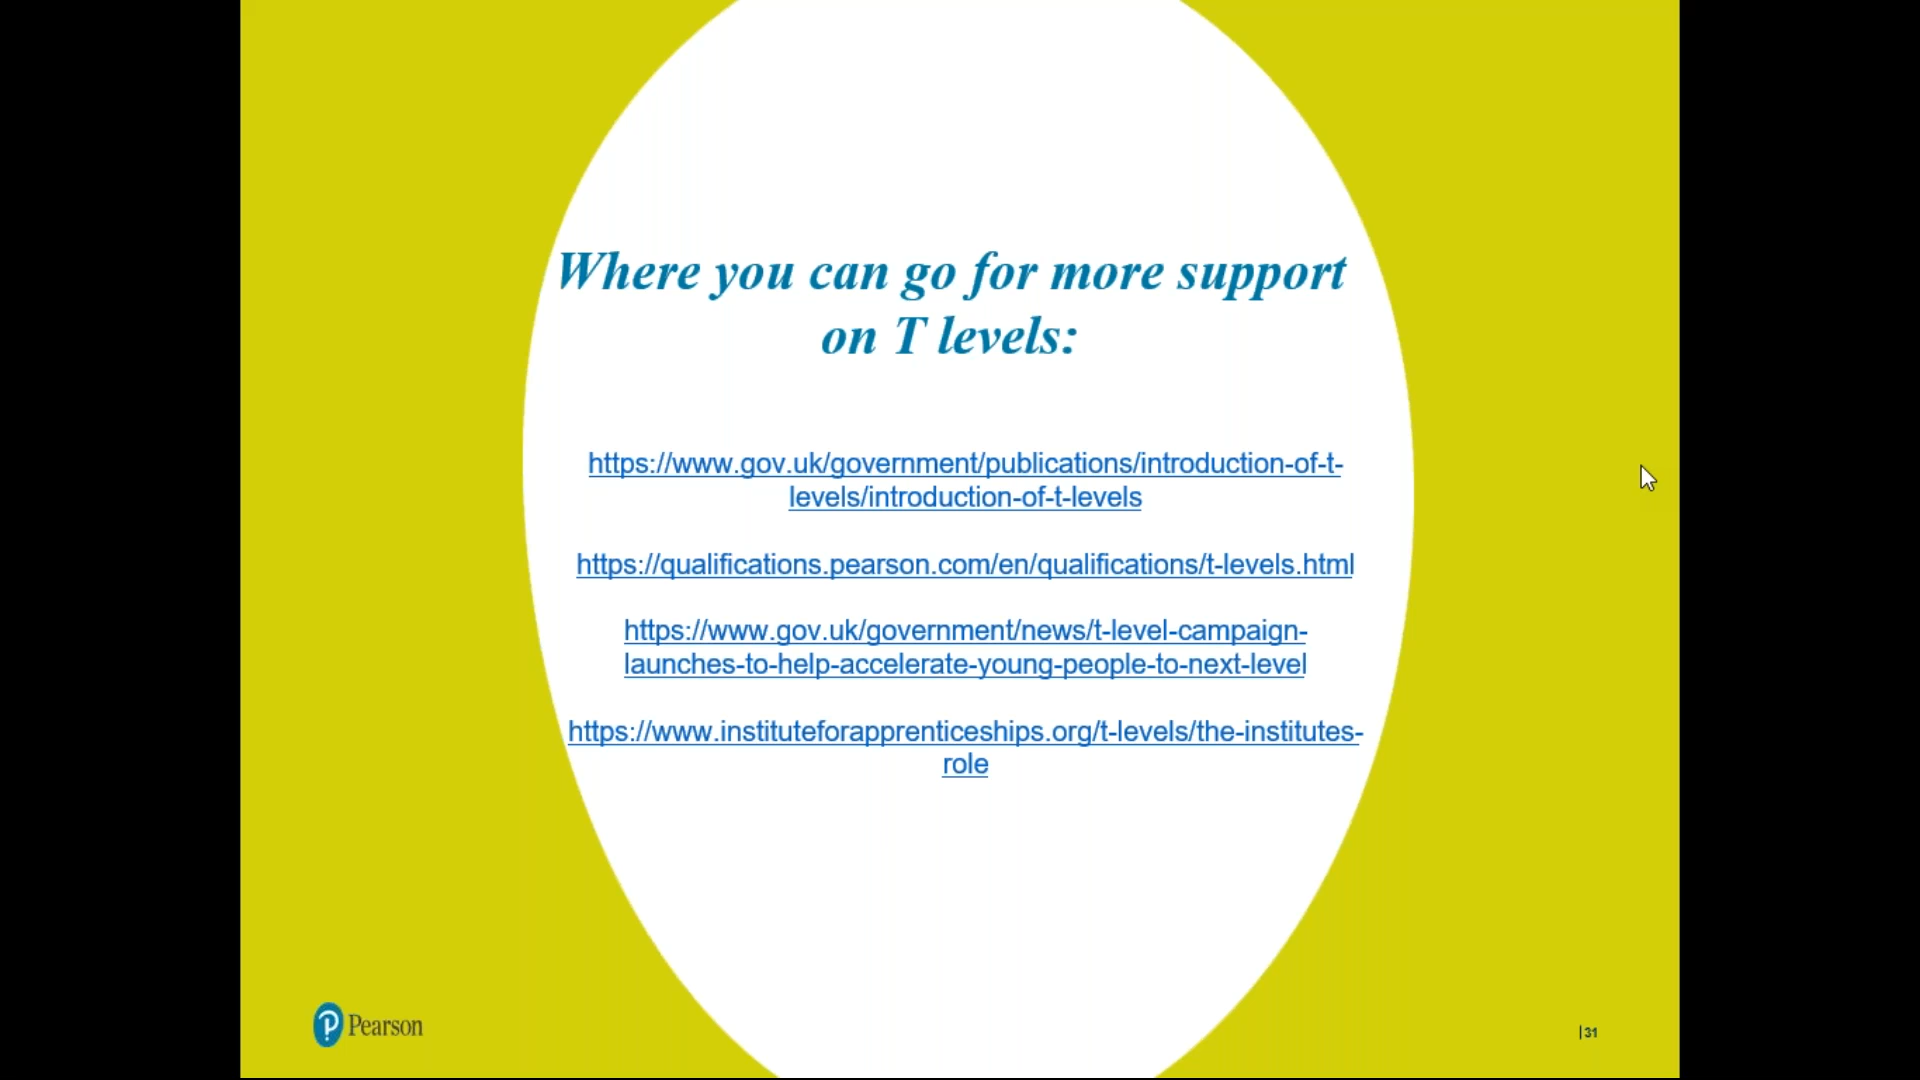 Where you can go for more support
on T levels:
https://www.gov.uk/government/publications/introduction-of-t-
levels/introduction-of-t-levels
https://qualifications.pearson.com/en/qualifications/t-levels.html
https://www.gov.uk/government/news/t-level-campaign-
launches-to-help-accelerate-young-people-to-next-level
https://www.instituteforapprenticeships.org/t-levels/the-institutes-
role
Pearson
|31